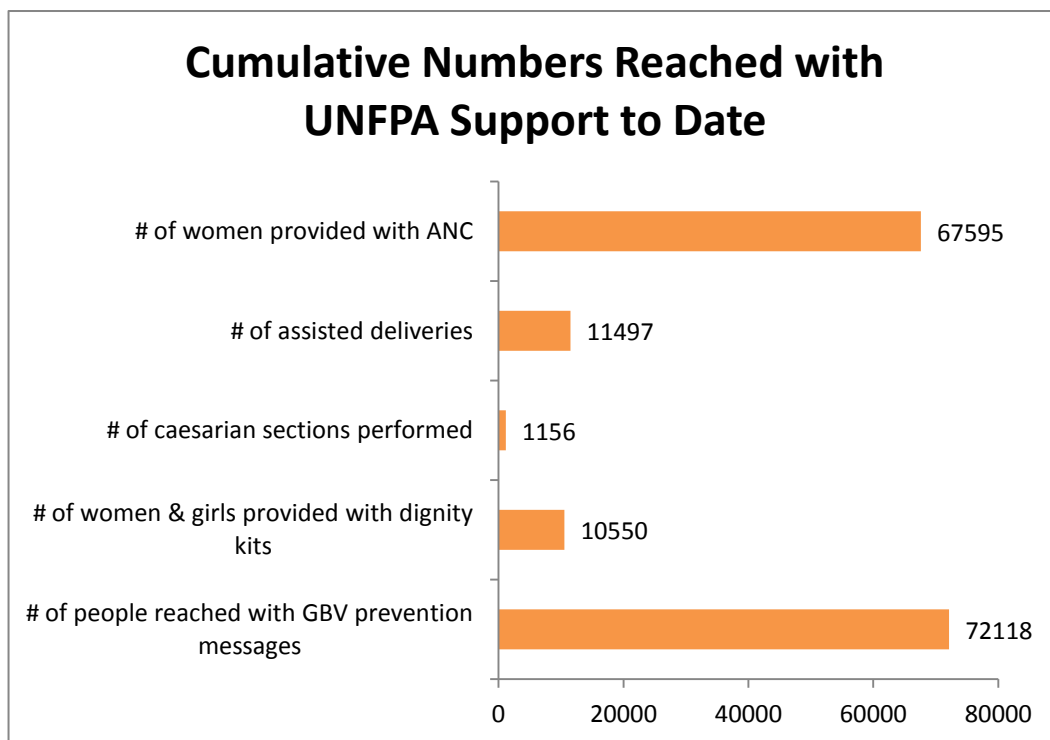 Cumulative Numbers Reached with
UNFPA Support to Date
# of women provided with ANC
67595
# of assisted deliveries
11497
# of caesarian sections performed
1156
# of women & girls provided with dignity
kits
10550
# of people reached with GBV prevention
messages
72118
0 20000 40000 60000 80000